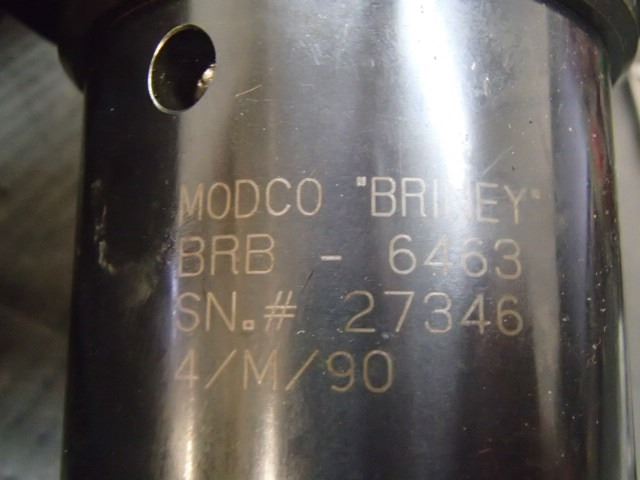 MODCO "BRINEY"
BRB - 6463
SN.# 27346
4/M/90